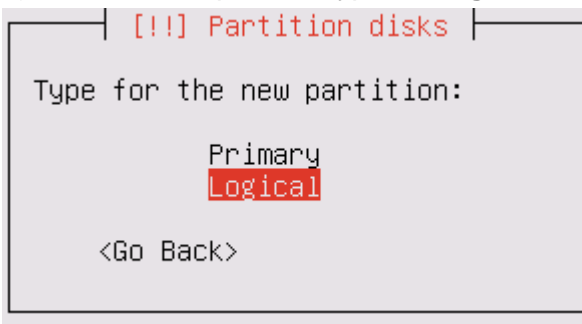 [!!] Partition disks
Type for the new partition:
Primary
Logical
<Go Back>